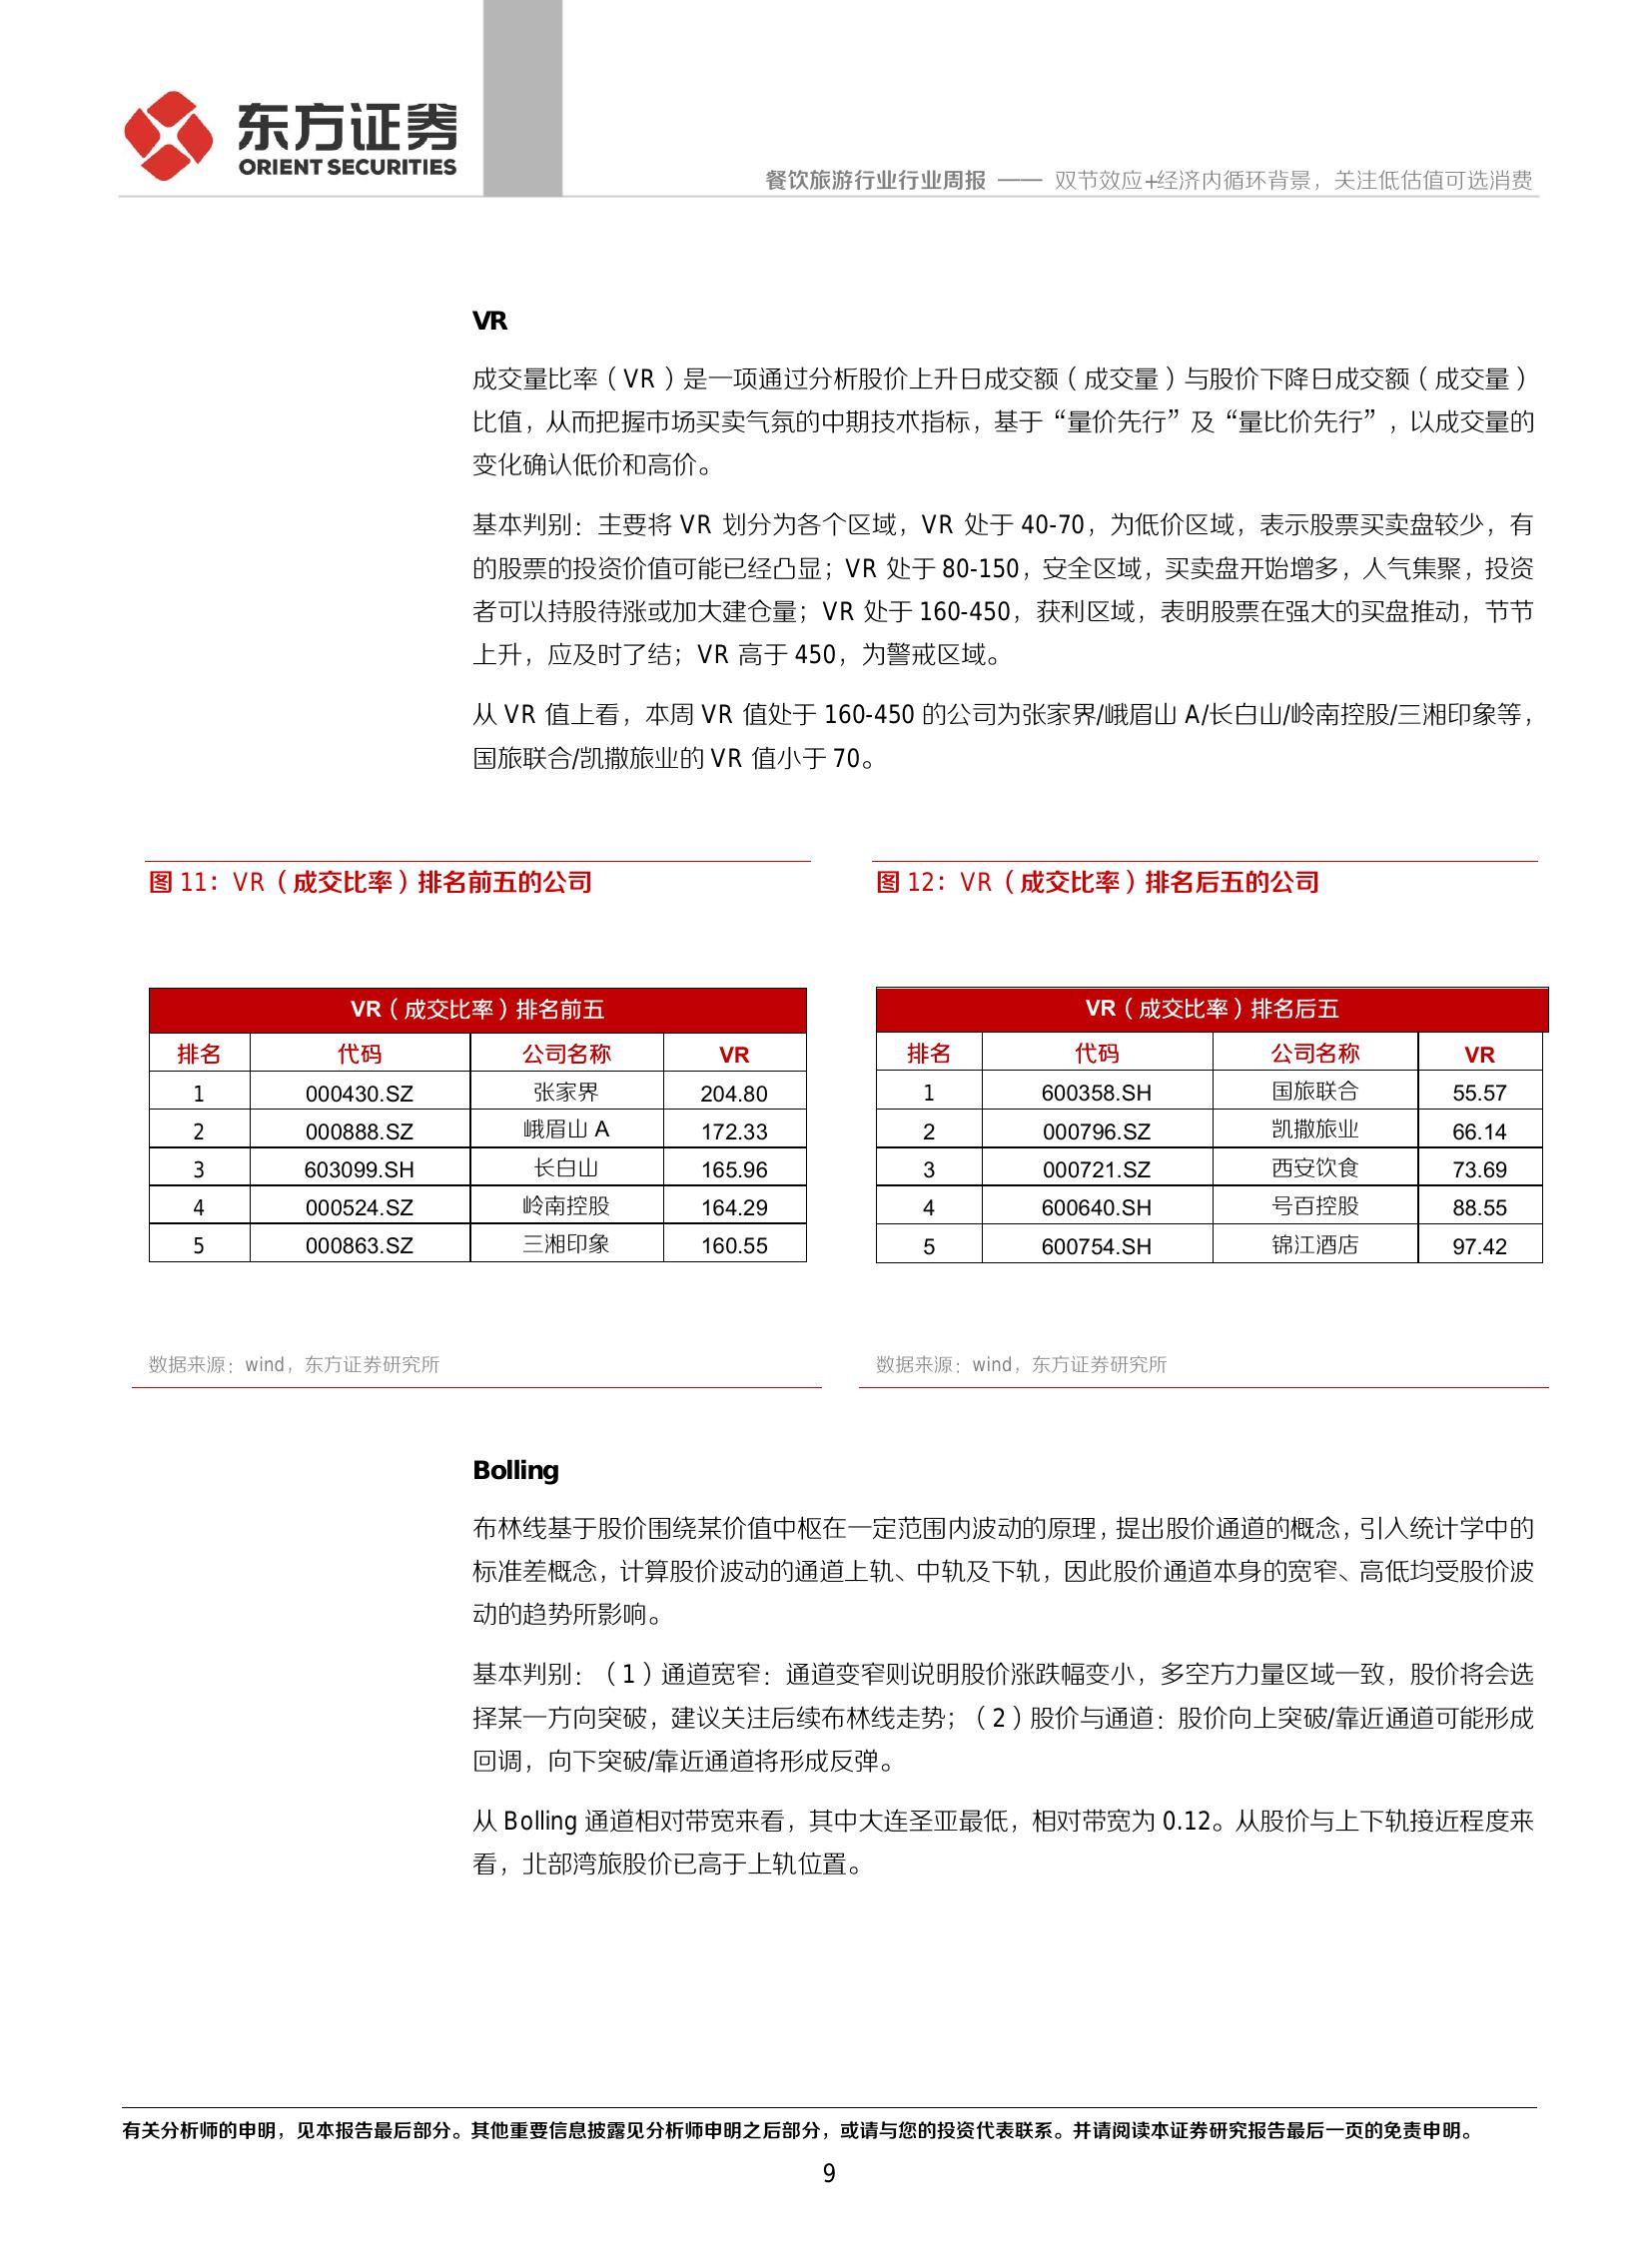 东方证券
ORIENT SECURITIES
餐饮旅游行业行业周报 —— 双节效应+经济内循环背景，关注低估值可选消费
VR
成交量比率（VR）是一项通过分析股价上升日成交额（成交量）与股价下降日成交额（成交量）
比值，从而把握市场买卖气氛的中期技术指标，基于“量价先行”及“量比价先行”，以成交量的
变化确认低价和高价。
基本判别：主要将 VR 划分为各个区域，VR 处于 40-70，为低价区域，表示股票买卖盘较少，有
的股票的投资价值可能已经凸显；VR 处于 80-150，安全区域，买卖盘开始增多，人气集聚，投资
者可以持股待涨或加大建仓量；VR 处于 160-450，获利区域，表明股票在强大的买盘推动，节节
上升，应及时了结；VR 高于 450，为警戒区域。
从 VR 值上看，本周 VR 值处于 160-450 的公司为张家界/峨眉山 A/长白山/岭南控股/三湘印象等，
国旅联合/凯撒旅业的 VR 值小于 70。
图 11：VR（成交比率）排名前五的公司
VR（成交比率）排名前五
排名 代码 公司名称 VR
1 000430.SZ 张家界 204.80
2 000888.SZ 峨眉山 A 172.33
3 603099.SH 长白山 165.96
4 000524.SZ 岭南控股 164.29
5 000863.SZ 三湘印象 160.55
数据来源：wind，东方证券研究所
图 12：VR（成交比率）排名后五的公司
VR（成交比率）排名后五
排名 代码 公司名称 VR
1 600358.SH 国旅联合 55.57
2 000796.SZ 凯撒旅业 66.14
3 000721.SZ 西安饮食 73.69
4 600640.SH 号百控股 88.55
5 600754.SH 锦江酒店 97.42
数据来源：wind，东方证券研究所
Bolling
布林线基于股价围绕某价值中枢在一定范围内波动的原理，提出股价通道的概念，引入统计学中的
标准差概念，计算股价波动的通道上轨、中轨及下轨，因此股价通道本身的宽窄、高低均受股价波
动的趋势所影响。
基本判别：（1）通道宽窄：通道变窄则说明股价涨跌幅变小，多空方力量区域一致，股价将会选
择某一方向突破，建议关注后续布林线走势；（2）股价与通道：股价向上突破/靠近通道可能形成
回调，向下突破/靠近通道将形成反弹。
从 Bolling 通道相对带宽来看，其中大连圣亚最低，相对带宽为 0.12。从股价与上下轨接近程度来
看，北部湾旅股价已高于上轨位置。
有关分析师的申明，见本报告最后部分。其他重要信息披露见分析师申明之后部分，或请与您的投资代表联系。并请阅读本证券研究报告最后一页的免责申明。
9